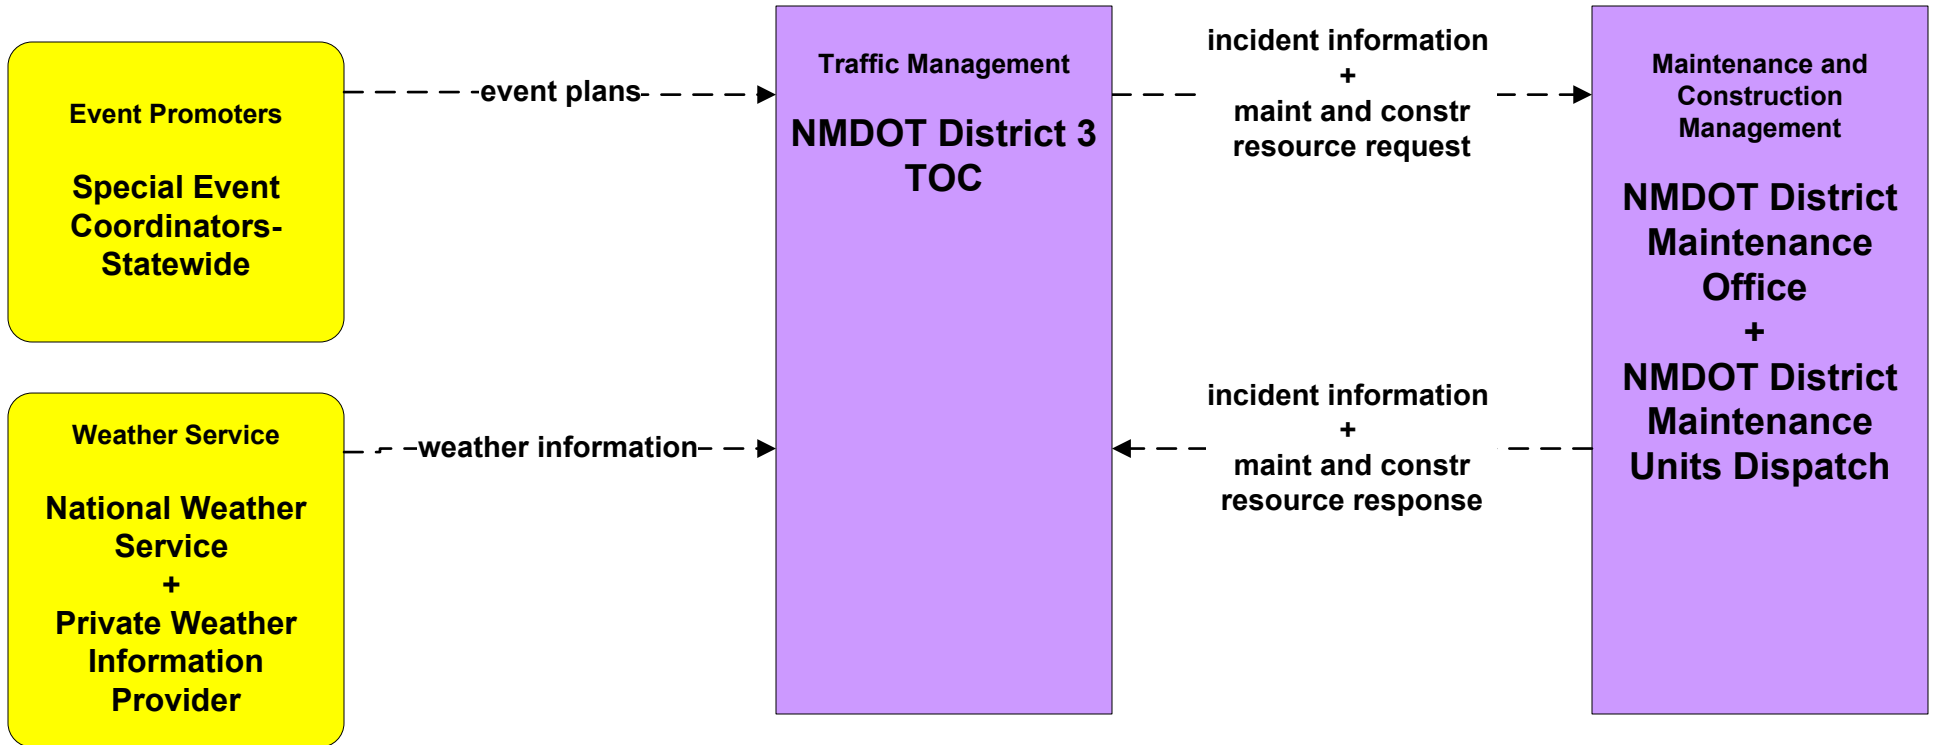 Event Promoters
Special Event
Coordinators-
Statewide
event plans
Weather Service
National Weather
Service
+
Private Weather
Information
Provider
weather information
Traffic Management
NMDOT District 3
TOC
incident information
+
maint and constr
resource request
incident information
+
maint and constr
resource response
Maintenance and
Construction
Management
NMDOT District
Maintenance
Office
+
NMDOT District
Maintenance
Units Dispatch